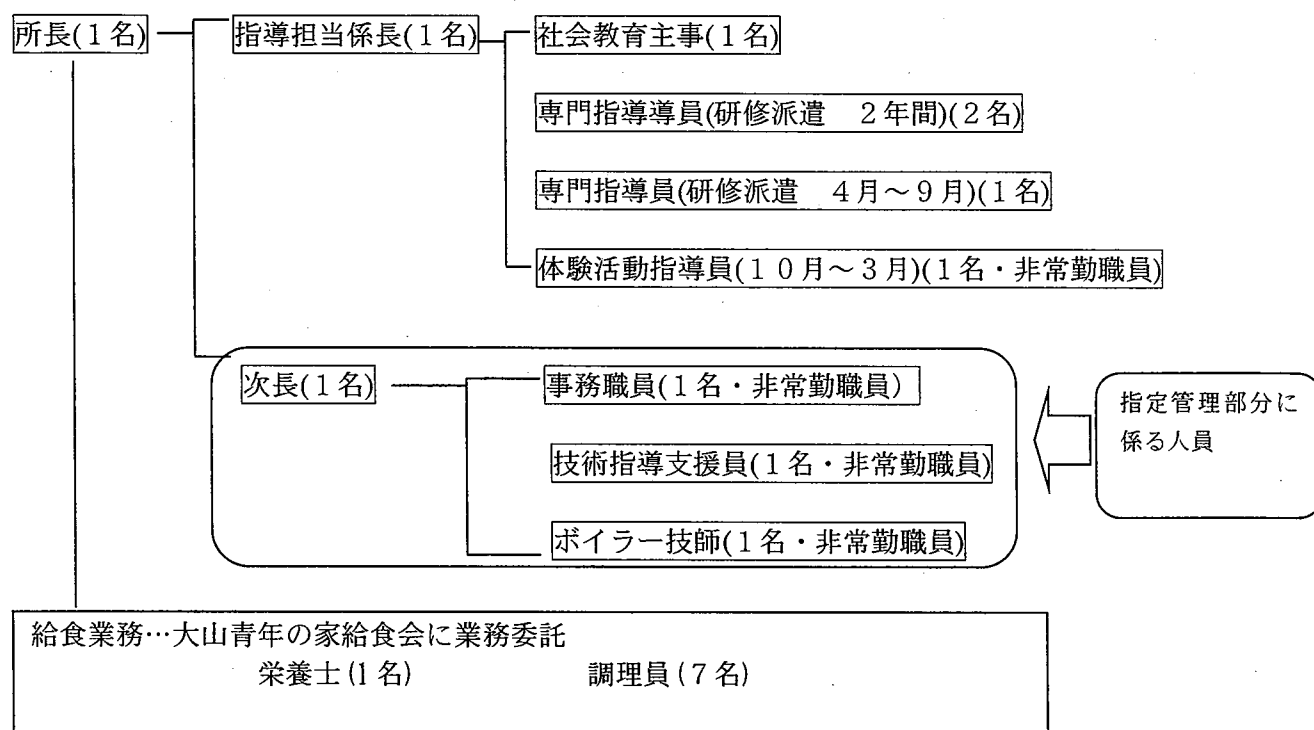 所長(1名) 指導担当係長(1名) 社会教育主事(1名)
専門指導導員(研修派遣　2年間)(2名)
専門指導員(研修派遣　4月～9月)(1名)
体験活動指導員(10月～3月)(1名・非常勤職員)
次長(1名) 事務職員(1名・非常勤職員)
技術指導支援員(1名・非常勤職員)
ボイラー技師(1名・非常勤職員)
指定管理部分に
係る人員
給食業務…大山青年の家給食会に業務委託
栄養士(1名) 調理員(7名)